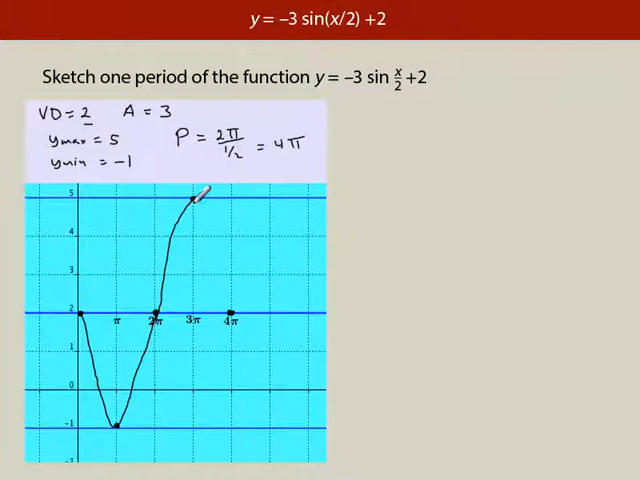 y = –3 sin(x/2) +2
Sketch one period of the function y = –3 sin x/2 +2
VD = 2 A = 3
ymax = 5
ymin = -1
P = 2π/1/2 = 4π
5
4
3
2
π 2π 3π 4π
1
0
-1
-2